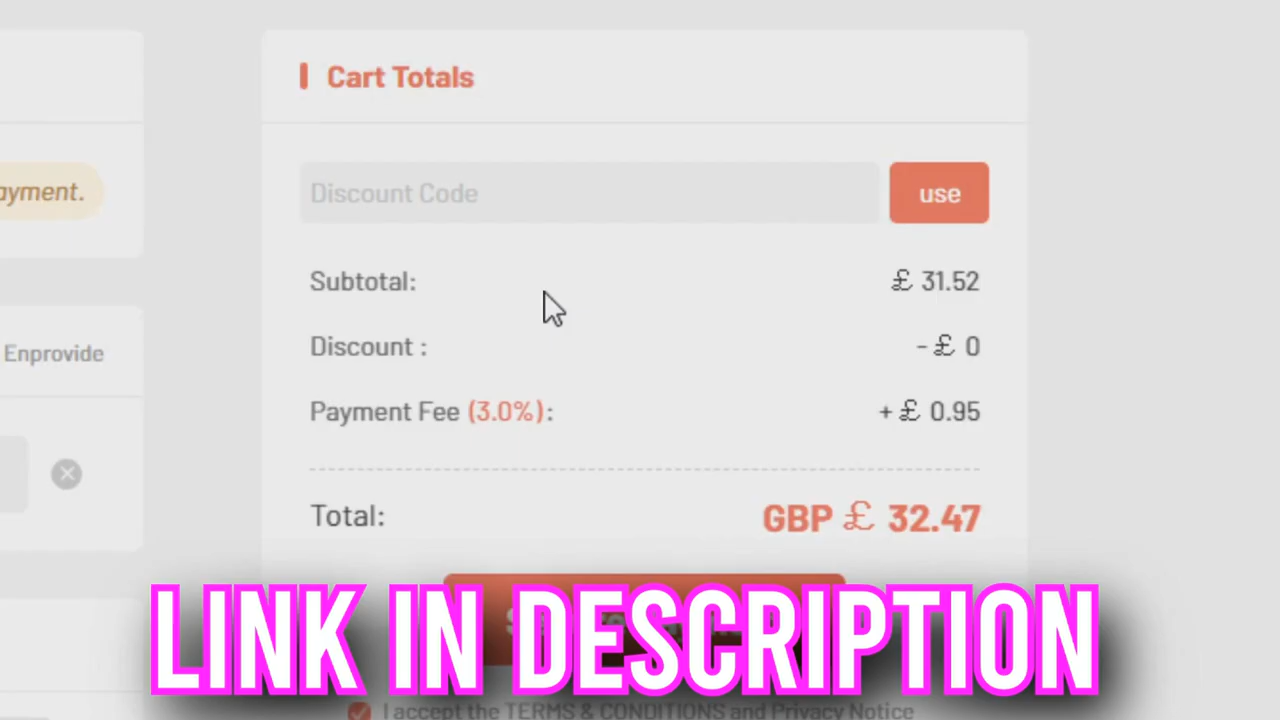 Cart Totals
ayment.
Discount Code
use
Subtotal: £ 31.52
Discount : - £ 0
Enprovide
Payment Fee (3.0%): + £ 0.95
Total: GBP £ 32.47
LINK IN DESCRIPTION
I accept the TERMS & CONDITIONS and Privacy Notice